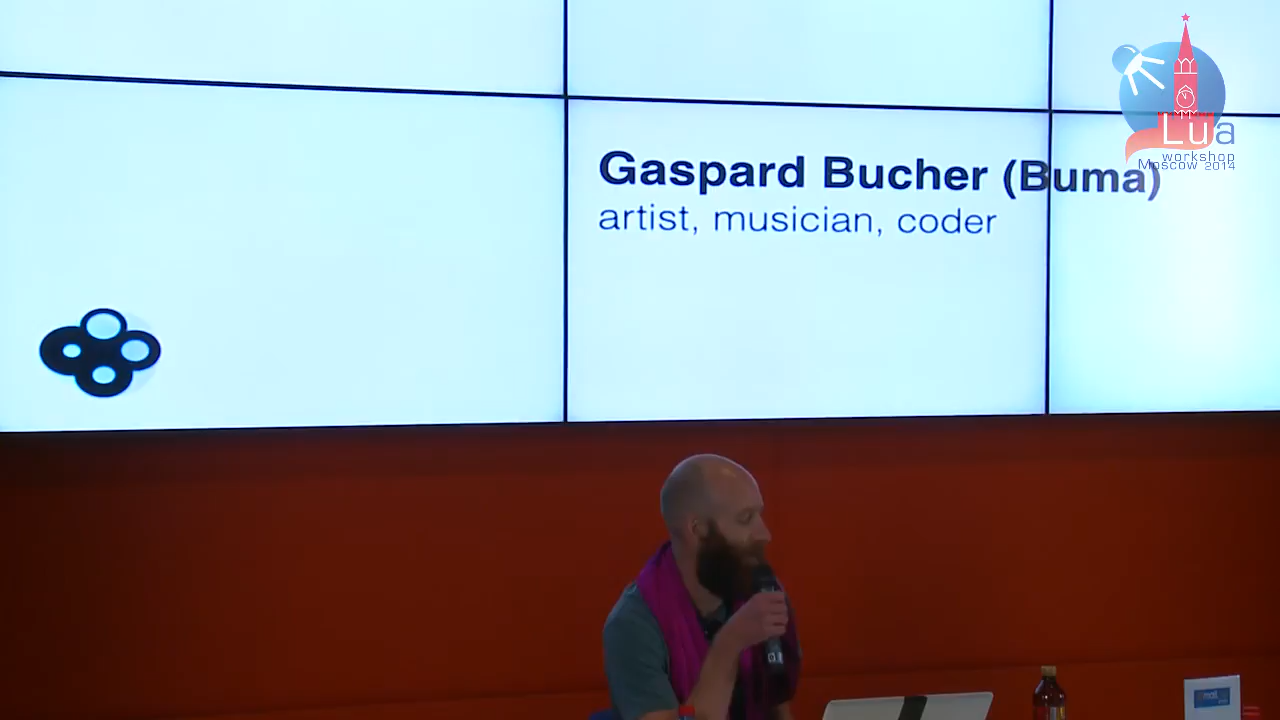 Gaspard Bucher (Buma)
artist, musician, coder
Lua
workshop
Moscow 2014